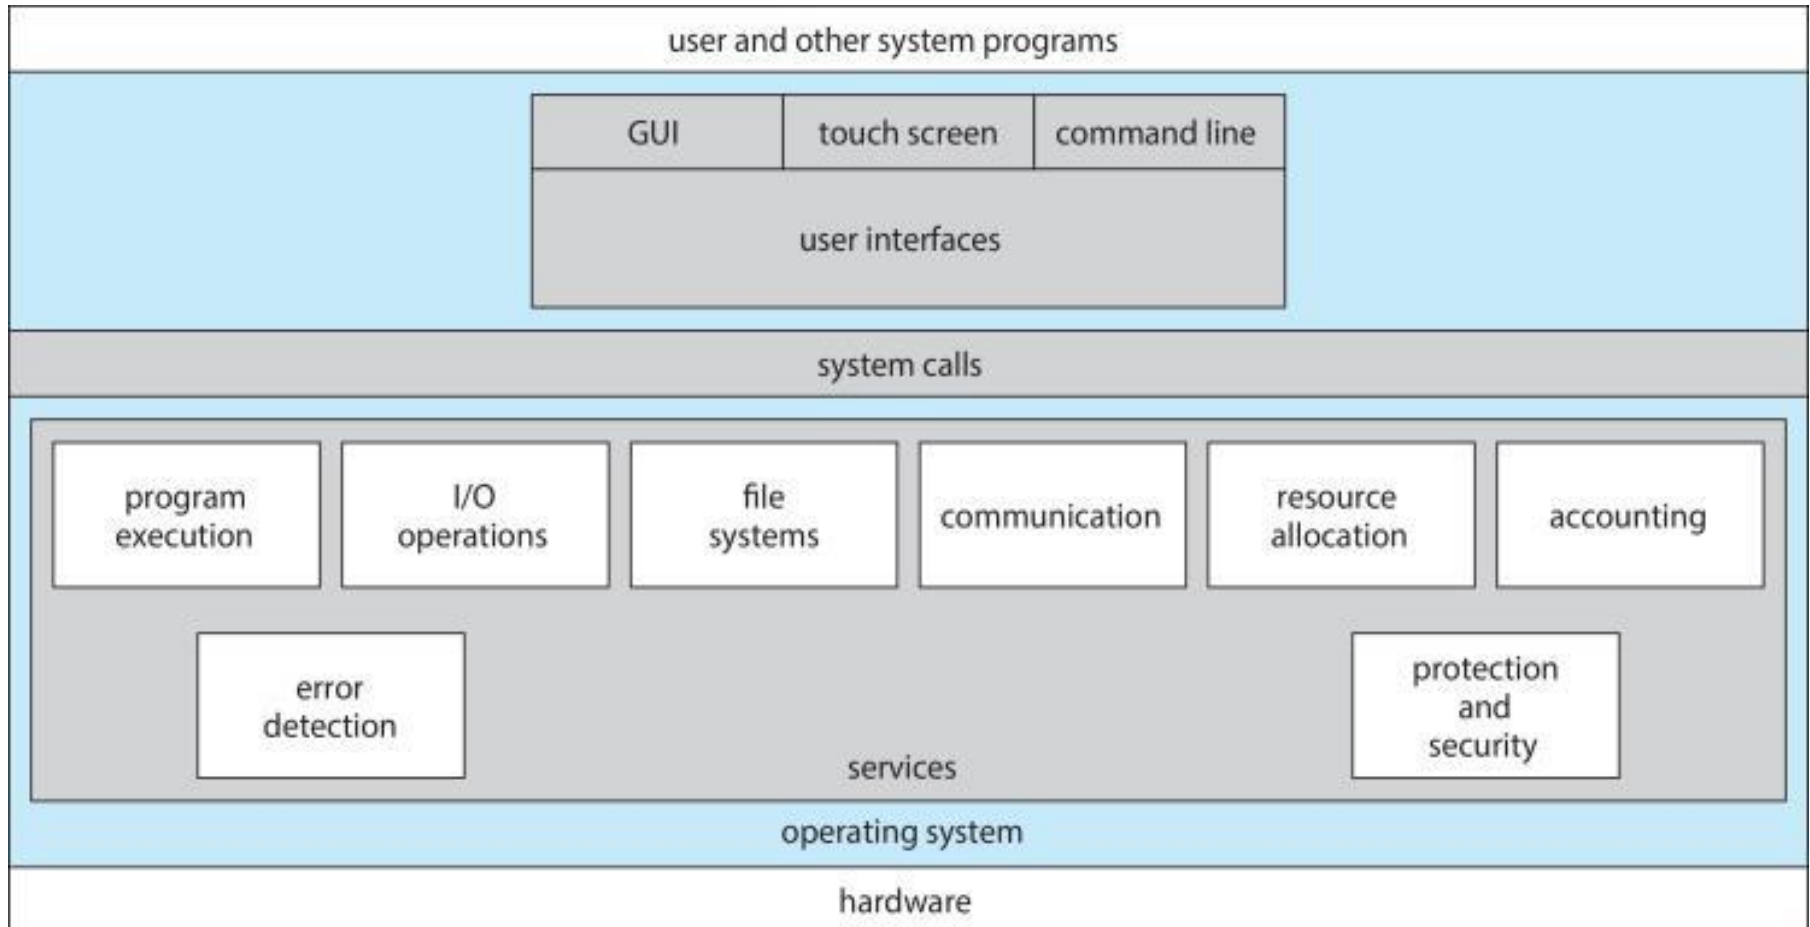 user and other system programs
GUI
touch screen
command line
user interfaces
system calls
program
execution
I/O
operations
file
systems
communication
resource
allocation
accounting
error
detection
protection
and
security
services
operating system
hardware